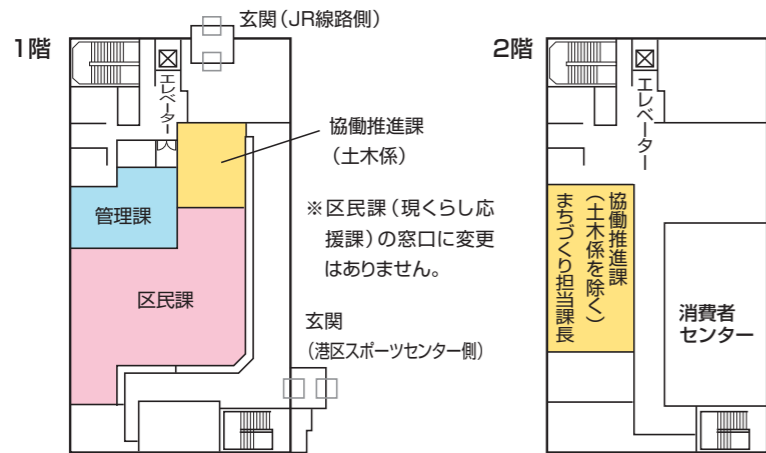 1階
玄関（JR線路側）
エレベーター
協働推進課
（土木係）
管理課
※区民課（現くらし応
援課）の窓口に変更
はありません。
区民課
玄関
（港区スポーツセンター側）
2階
エレベーター
協働推進課
（土木係を除く）
まちづくり担当課長
消費者
センター